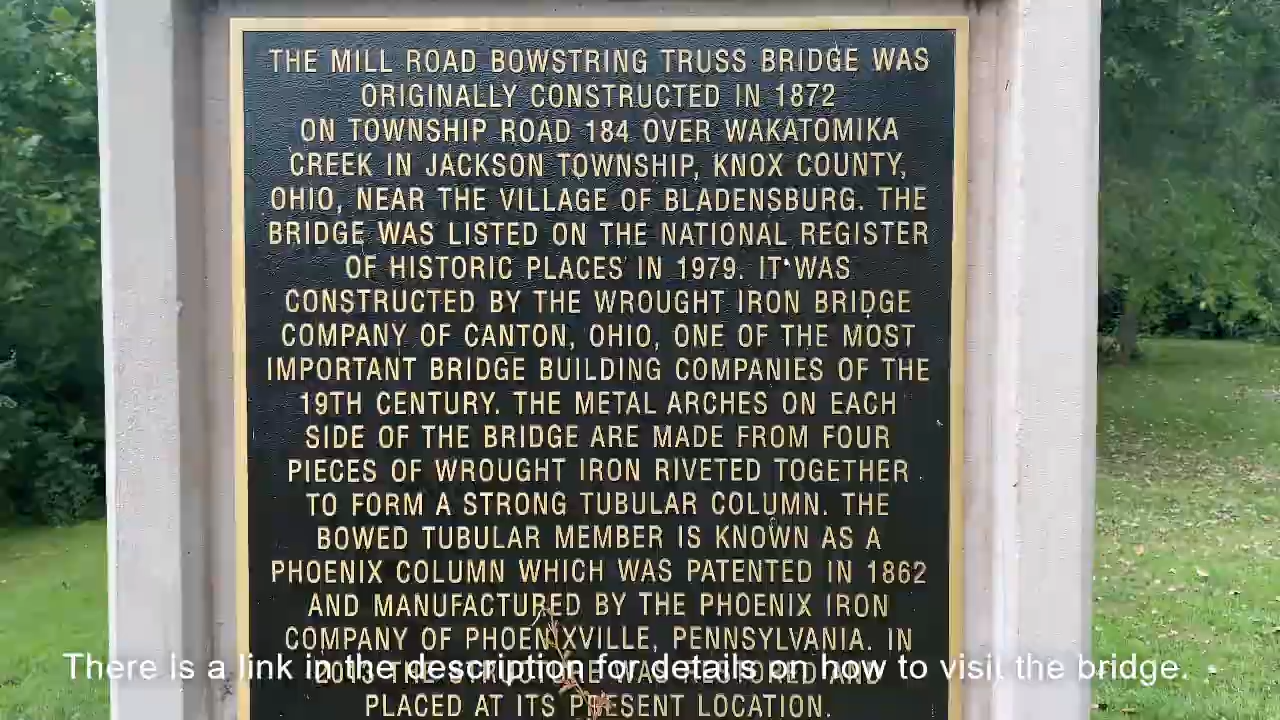 THE MILL ROAD BOWSTRING TRUSS BRIDGE WAS
ORIGINALLY CONSTRUCTED IN 1872
ON TOWNSHIP ROAD 184 OVER WAKATOMIKA
CREEK IN JACKSON TOWNSHIP, KNOX COUNTY,
OHIO, NEAR THE VILLAGE OF BLADENSBURG. THE
BRIDGE WAS LISTED ON THE NATIONAL REGISTER
OF HISTORIC PLACES IN 1979. IT WAS
CONSTRUCTED BY THE WROUGHT IRON BRIDGE
COMPANY OF CANTON, OHIO, ONE OF THE MOST
IMPORTANT BRIDGE BUILDING COMPANIES OF THE
19TH CENTURY. THE METAL ARCHES ON EACH
SIDE OF THE BRIDGE ARE MADE FROM FOUR
PIECES OF WROUGHT IRON RIVETED TOGETHER
TO FORM A STRONG TUBULAR COLUMN. THE
BOWED TUBULAR MEMBER IS KNOWN AS A
PHOENIX COLUMN WHICH WAS PATENTED IN 1862
AND MANUFACTURED BY THE PHOENIX IRON
COMPANY OF PHOENIXVILLE, PENNSYLVANIA. IN
There is a link in the description for details on how to visit the bridge.
2013 THE STRUCTURE WAS RESTORED AND
PLACED AT ITS PRESENT LOCATION.